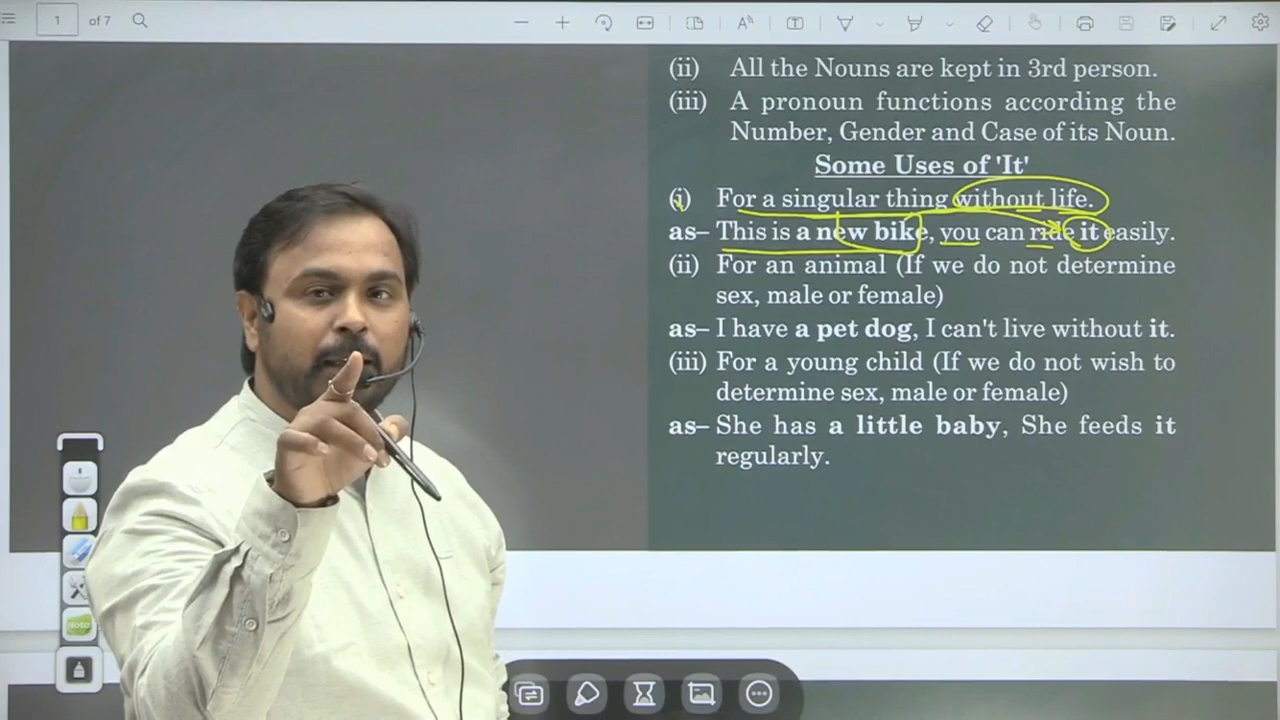 1 of 7
(ii) All the Nouns are kept in 3rd person.
(iii) A pronoun functions according the
Number, Gender and Case of its Noun.
Some Uses of 'It'
(i) For a singular thing without life.
as– This is a new bike, you can ride it easily.
(ii) For an animal (If we do not determine
sex, male or female)
as– I have a pet dog, I can't live without it.
(iii) For a young child (If we do not wish to
determine sex, male or female)
as– She has a little baby, She feeds it
regularly.